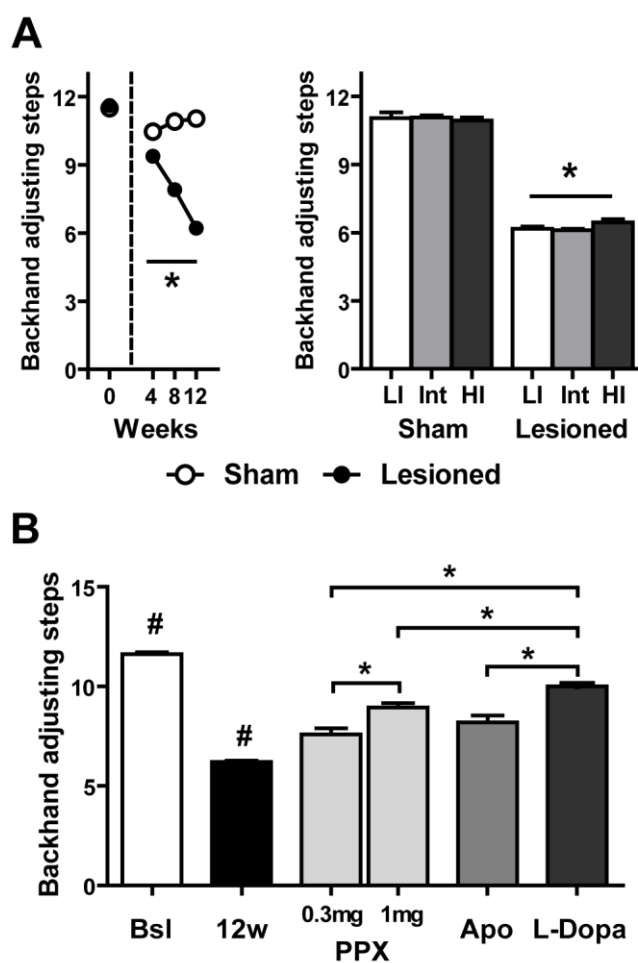 A
Backhand adjusting steps
12
9
6
3
0
*
0 4 8 12
Weeks
Backhand adjusting steps
12
9
6
3
0
*
LI Int HI LI Int HI
Sham Lesioned
Sham Lesioned
B
Backhand adjusting steps
15
10
5
0
#
#
*
*
*
*
0.3mg 1mg
Bsl 12w PPX Apo L-Dopa